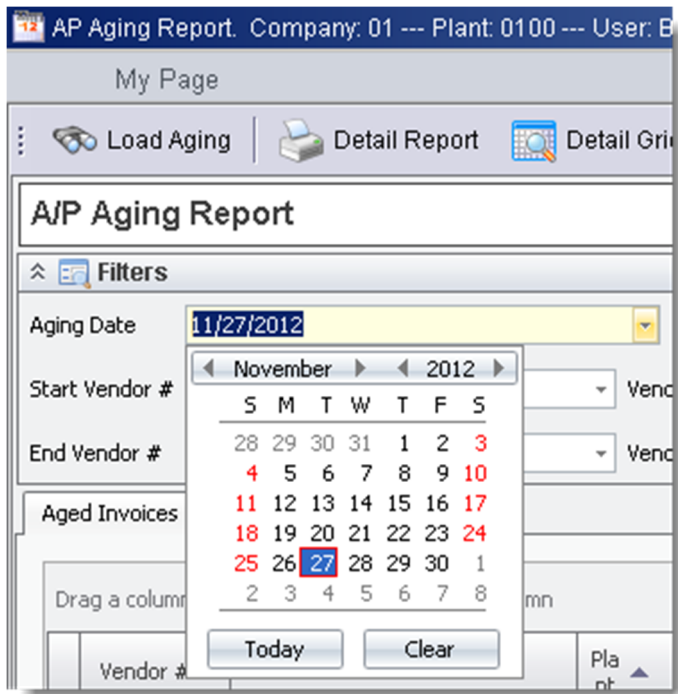 AP Aging Report. Company: 01 --- Plant: 0100 --- User: B
My Page
Load Aging Detail Report Detail Gri
A/P Aging Report
Filters
Aging Date 11/27/2012
November 2012
Start Vendor # Vend
S M T W T F S
28 29 30 31 1 2 3
End Vendor # Vend
4 5 6 7 8 9 10
11 12 13 14 15 16 17
Aged Invoices
18 19 20 21 22 23 24
25 26 27 28 29 30 1
2 3 4 5 6 7 8
Drag a column mn
Today Clear
Vendor # Pla
nt